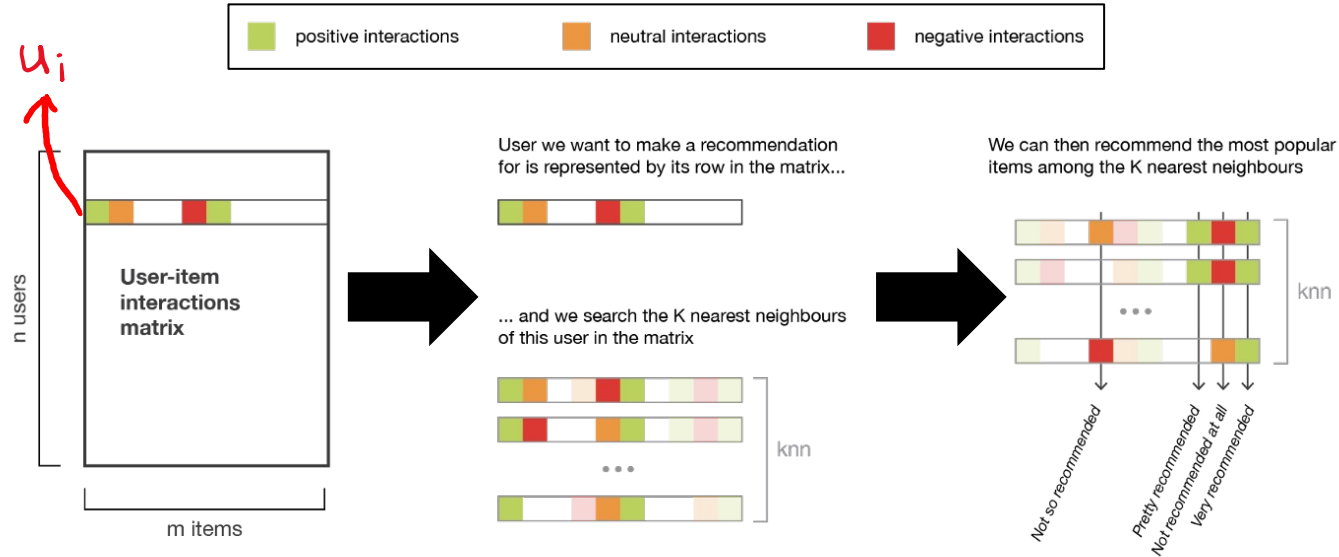 positive interactions
neutral interactions
negative interactions
ui
n users
User-item
interactions
matrix
m items
User we want to make a recommendation
for is represented by its row in the matrix...
... and we search the K nearest neighbours
of this user in the matrix
knn
We can then recommend the most popular
items among the K nearest neighbours
knn
Not so recommended
Pretty recommended
Not recommended at all
Very recommended